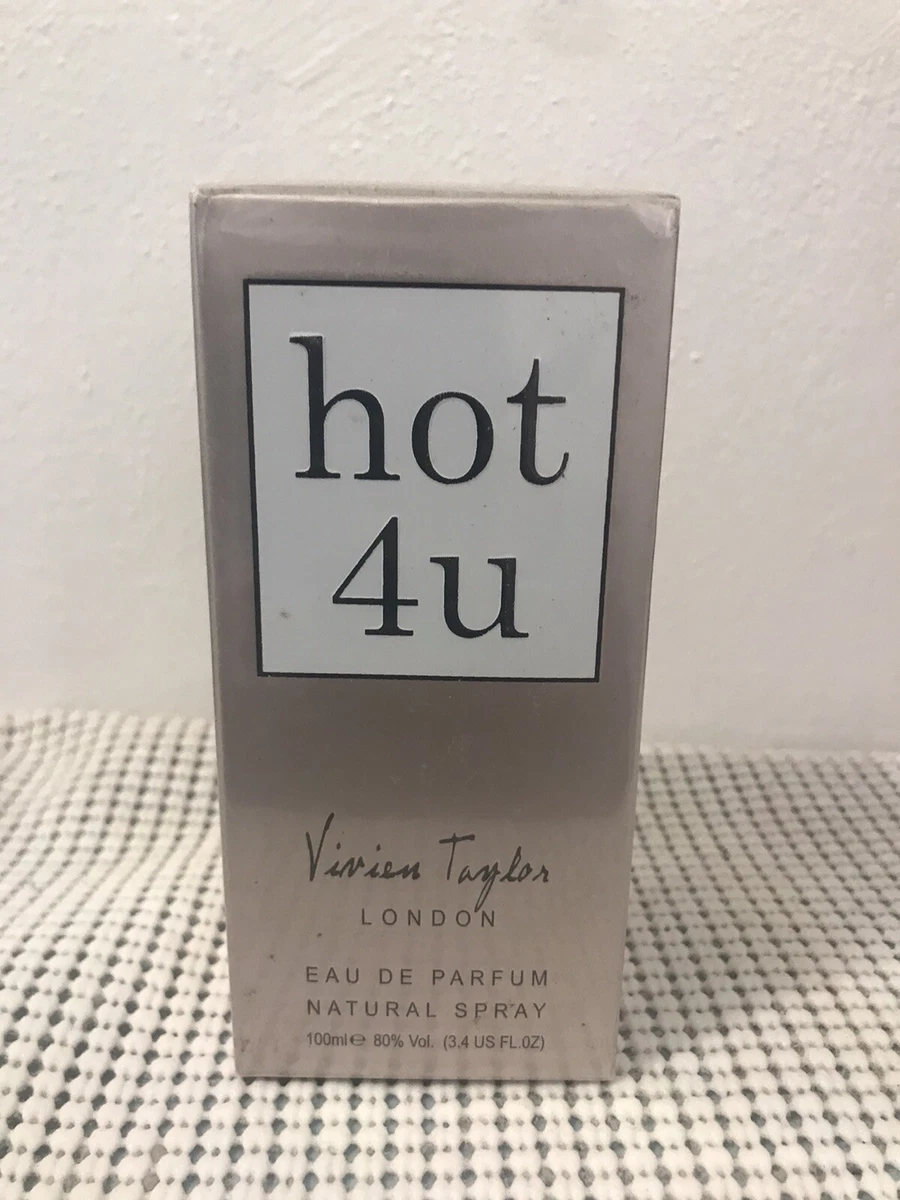 hot
4u
Vivien Taylor
LONDON
EAU DE PARFUM
NATURAL SPRAY
100ml℮ 80% Vol. (3.4 US FL.OZ)